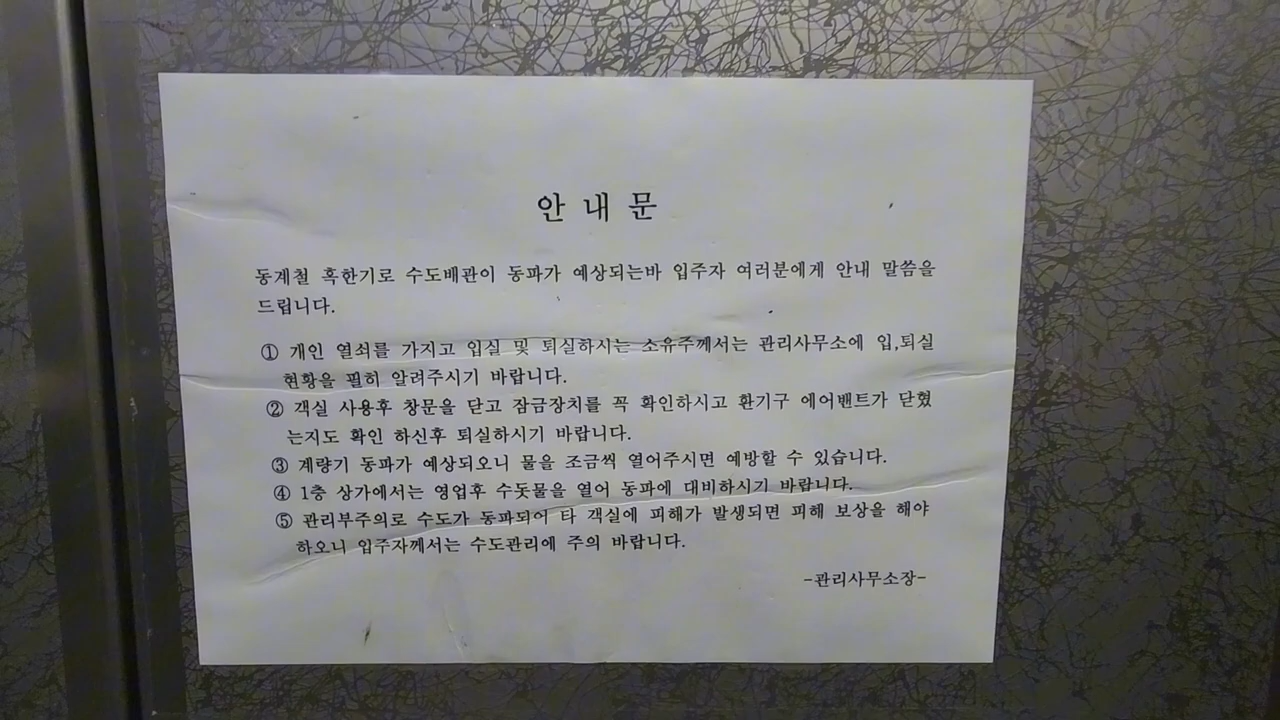 안 내 문
동계철 혹한기로 수도배관이 동파가 예상되는바 입주자 여러분에게 안내 말씀을
드립니다.
① 개인 열쇠를 가지고 입실 및 퇴실하시는 소유주께서는 관리사무소에 입,퇴실
현황을 필히 알려주시기 바랍니다.
② 객실 사용후 창문을 닫고 잠금장치를 꼭 확인하시고 환기구 에어밴트가 닫혔
는지도 확인 하신후 퇴실하시기 바랍니다.
③ 계량기 동파가 예상되오니 물을 조금씩 열어주시면 예방할 수 있습니다.
④ 1층 상가에서는 영업후 수돗물을 열어 동파에 대비하시기 바랍니다.
⑤ 관리부주의로 수도가 동파되어 타 객실에 피해가 발생되면 피해 보상을 해야
하오니 입주자께서는 수도관리에 주의 바랍니다.
-관리사무소장-